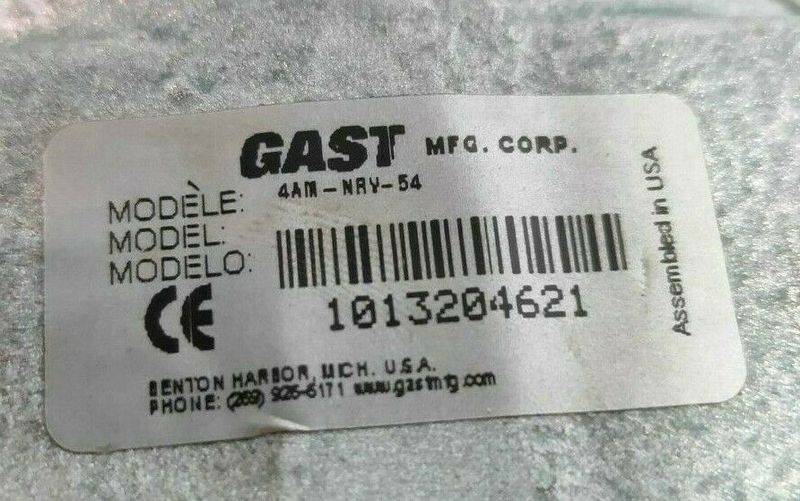 GAST MFG. CORP.
MODÈLE: 4AM-NRV-54
MODEL:
MODELO:
1013204621
CE
BENTON HARBOR, MICH. U.S.A.
PHONE: (269) 926-6171 www.gastmfg.com
Assembled in USA